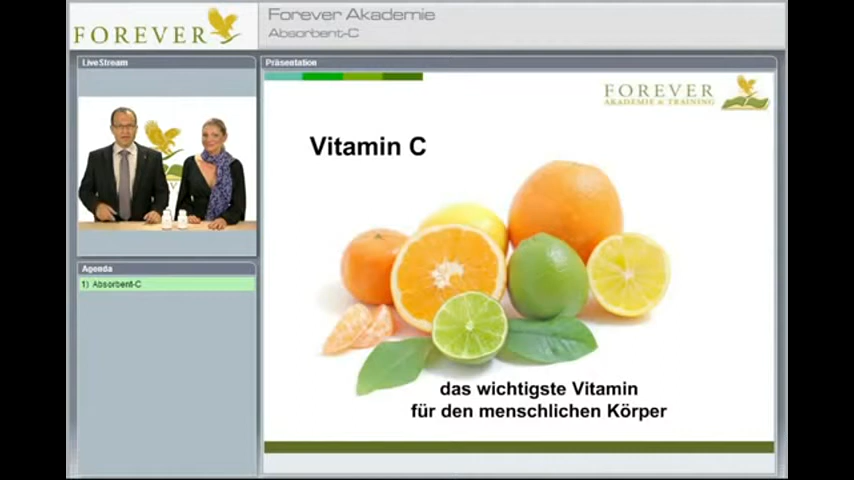 FOREVER
Forever Akademie
Absorbent-C
LiveStream
Präsentation
FOREVER
AKADEMIE & TRAINING
Vitamin C
Agenda
1) Absorbent-C
das wichtigste Vitamin
für den menschlichen Körper